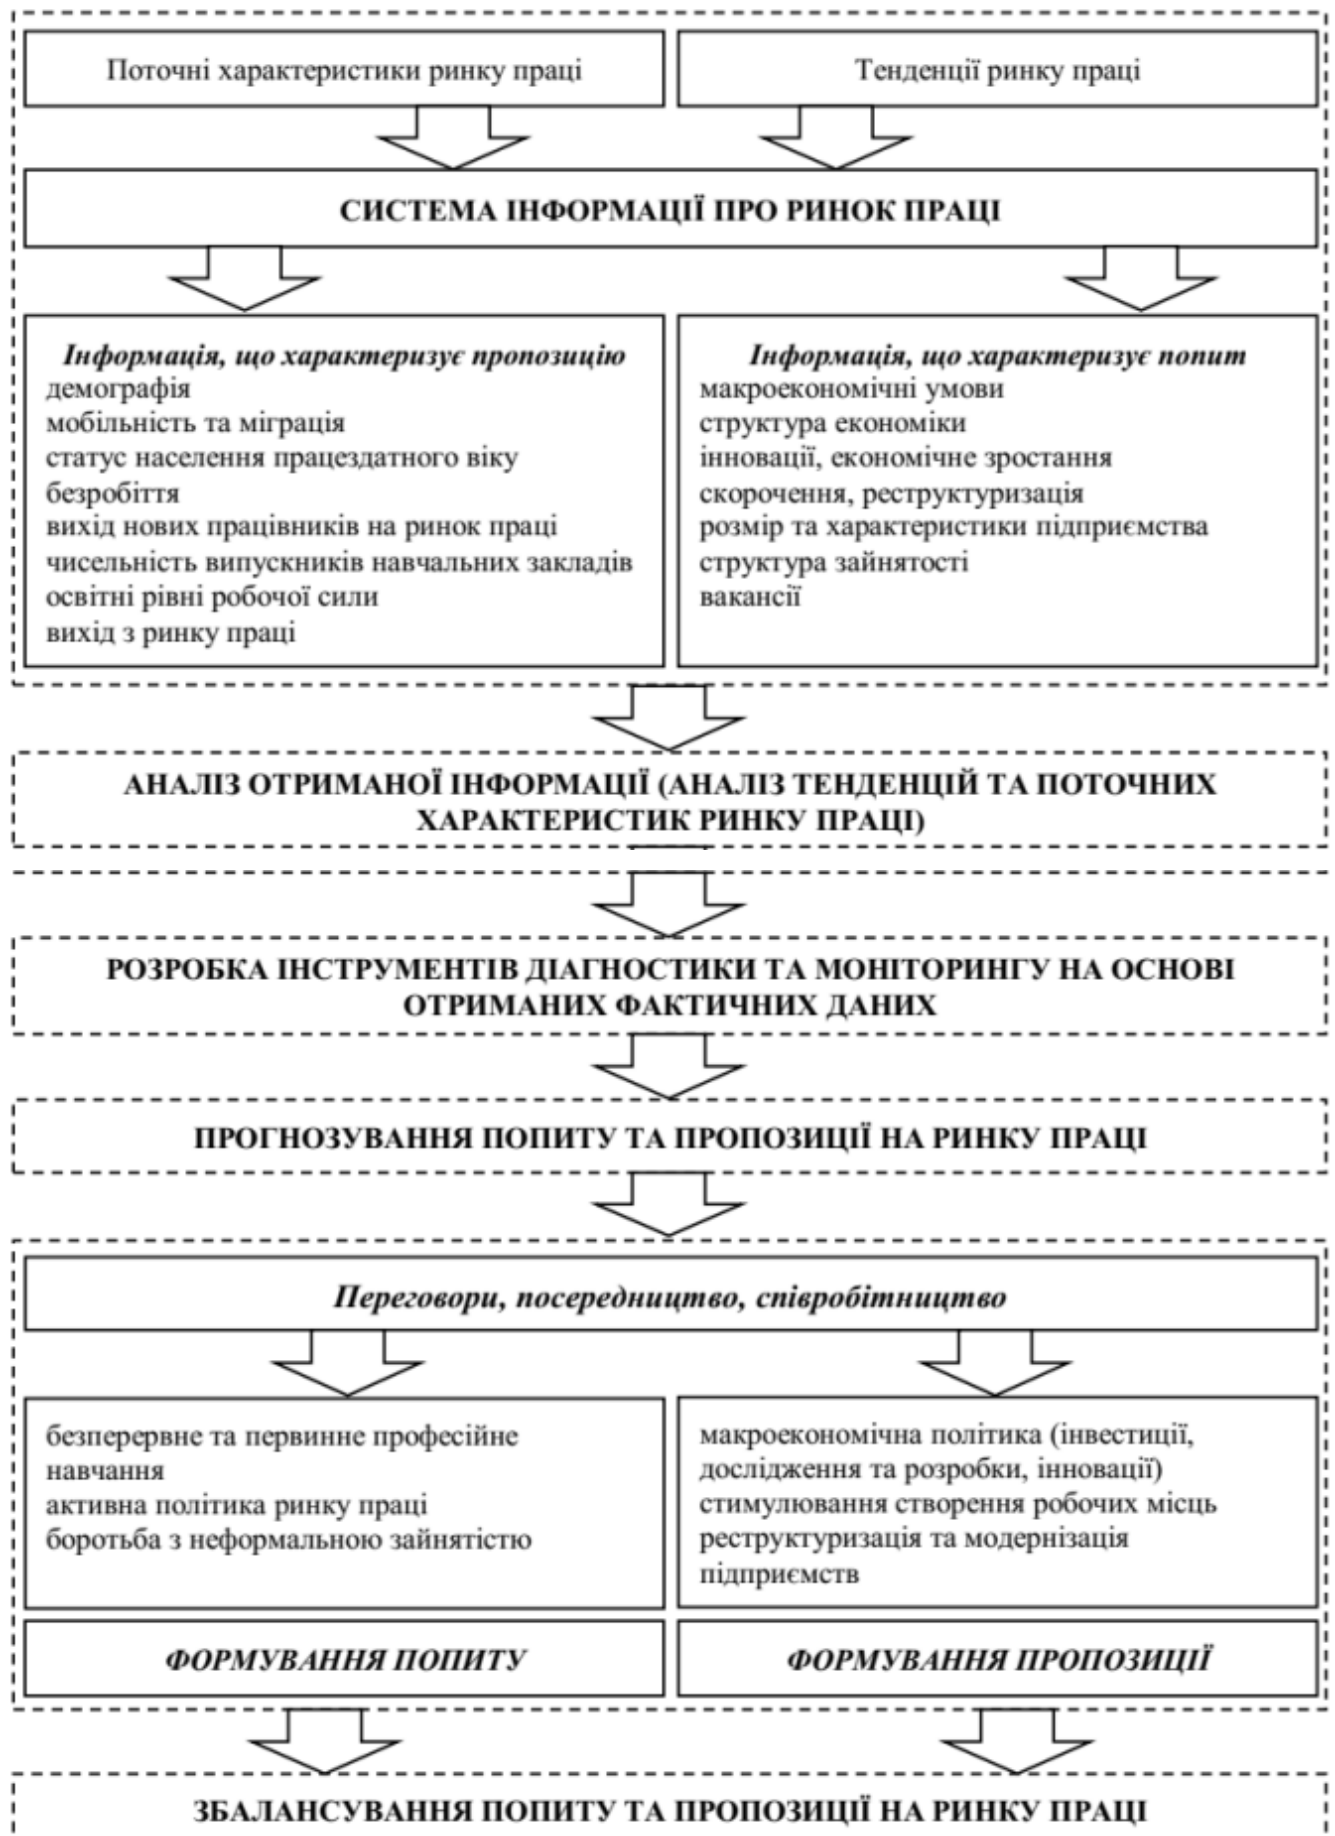 Поточні характеристики ринку праці
Тенденції ринку праці
СИСТЕМА ІНФОРМАЦІЇ ПРО РИНОК ПРАЦІ
Інформація, що характеризує пропозицію
демографія
мобільність та міграція
статус населення працездатного віку
безробіття
вихід нових працівників на ринок праці
чисельність випускників навчальних закладів
освітні рівні робочої сили
вихід з ринку праці
Інформація, що характеризує попит
макроекономічні умови
структура економіки
інновації, економічне зростання
скорочення, реструктуризація
розмір та характеристики підприємства
структура зайнятості
вакансії
АНАЛІЗ ОТРИМАНОЇ ІНФОРМАЦІЇ (АНАЛІЗ ТЕНДЕНЦІЙ ТА ПОТОЧНИХ
ХАРАКТЕРИСТИК РИНКУ ПРАЦІ)
РОЗРОБКА ІНСТРУМЕНТІВ ДІАГНОСТИКИ ТА МОНІТОРИНГУ НА ОСНОВІ
ОТРИМАНИХ ФАКТИЧНИХ ДАНИХ
ПРОГНОЗУВАННЯ ПОПИТУ ТА ПРОПОЗИЦІЇ НА РИНКУ ПРАЦІ
Переговори, посередництво, співробітництво
безперервне та первинне професійне
навчання
активна політика ринку праці
боротьба з неформальною зайнятістю
макроекономічна політика (інвестиції,
дослідження та розробки, інновації)
стимулювання створення робочих місць
реструктуризація та модернізація
підприємств
ФОРМУВАННЯ ПОПИТУ
ФОРМУВАННЯ ПРОПОЗИЦІЇ
ЗБАЛАНСУВАННЯ ПОПИТУ ТА ПРОПОЗИЦІЇ НА РИНКУ ПРАЦІ